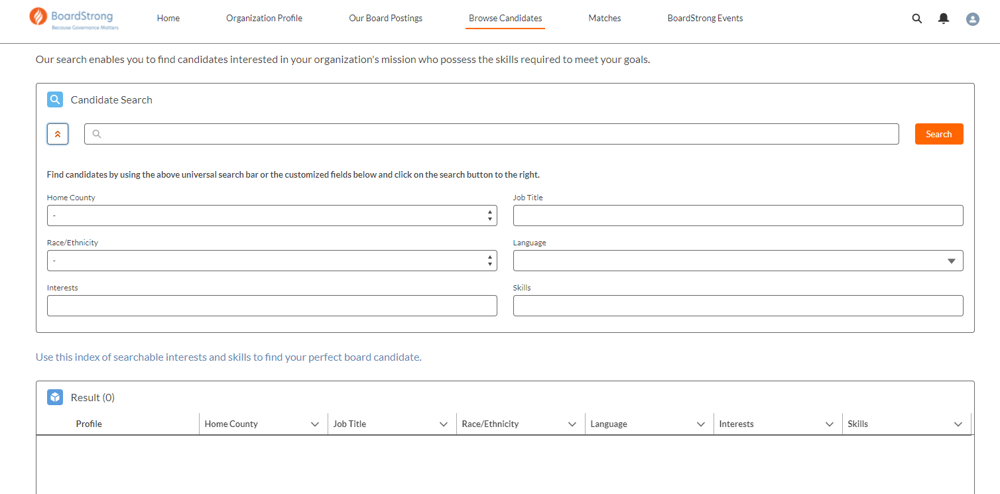 BoardStrong
Because Governance Matters
Home Organization Profile Our Board Postings Browse Candidates Matches BoardStrong Events
Our search enables you to find candidates interested in your organization's mission who possess the skills required to meet your goals.
Candidate Search
Search
Find candidates by using the above universal search bar or the customized fields below and click on the search button to the right.
Home County Job Title
-
Race/Ethnicity Language
-
Interests Skills
Use this index of searchable interests and skills to find your perfect board candidate.
Result (0)
Profile Home County Job Title Race/Ethnicity Language Interests Skills